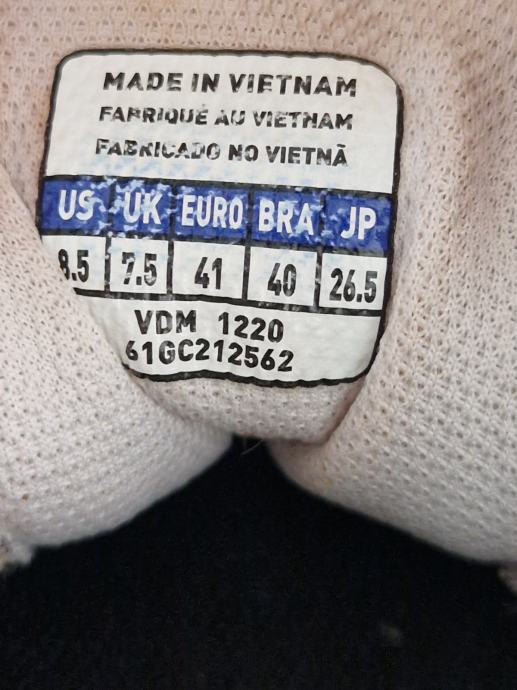 MADE IN VIETNAM
FABRIQUÉ AU VIETNAM
FABRICADO NO VIETNÃ
US UK EURO BRA JP
8.5 7.5 41 40 26.5
VDM 1220
61GC212562